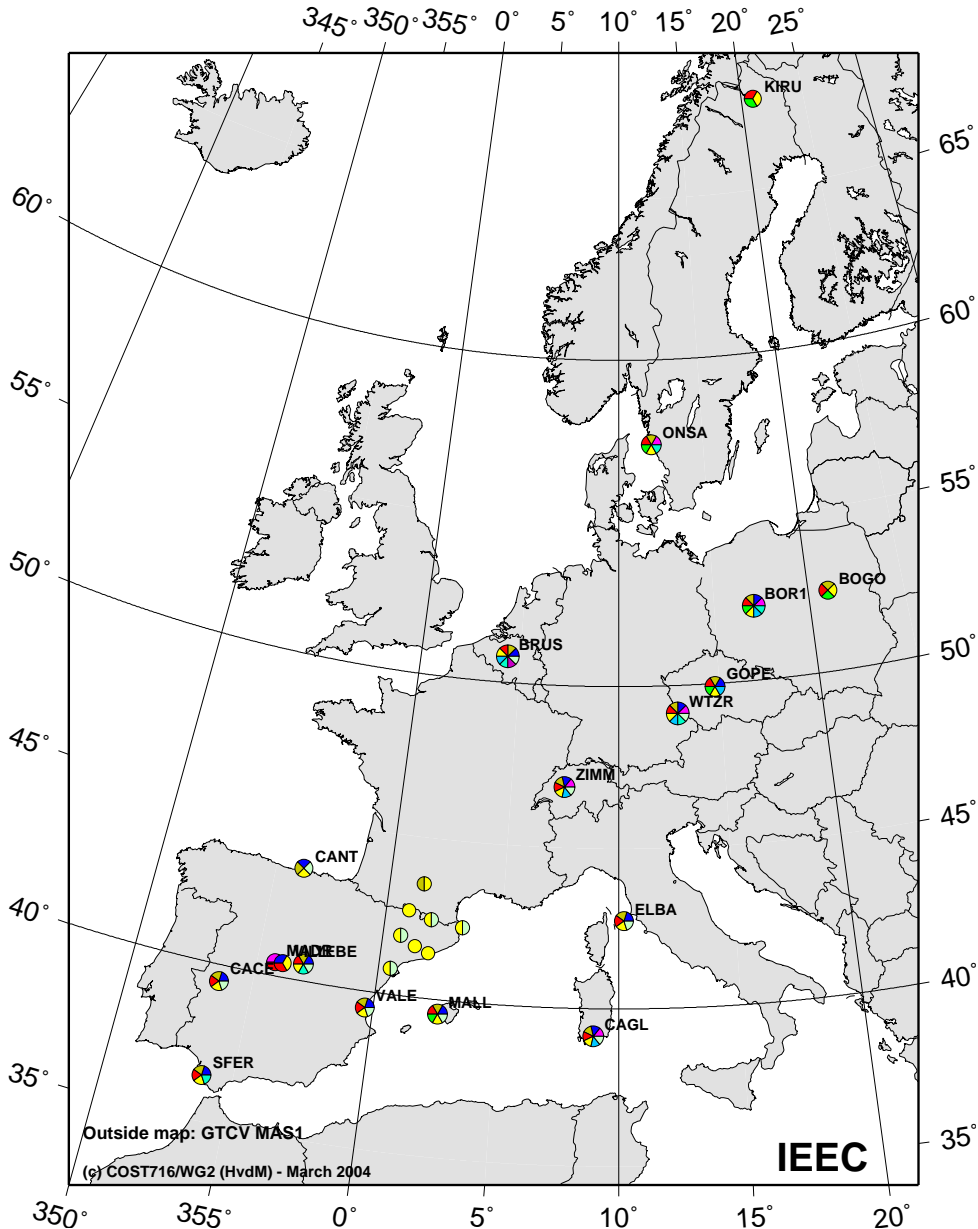 345° 350° 355° 0° 5° 10° 15° 20° 25°
KIRU
65°
60°
60°
55°
ONSA
55°
50°
BOR1
BOGO
BRUS
50°
GOPE
WTZR
45°
ZIMM
45°
CANT
40°
ELBA
YEBE
CACE
40°
VALE
MALL
CAGL
SFER
35°
Outside map: GTCV MAS1
35°
IEEC
(c) COST716/WG2 (HvdM) - March 2004
350° 355° 0° 5° 10° 15° 20°